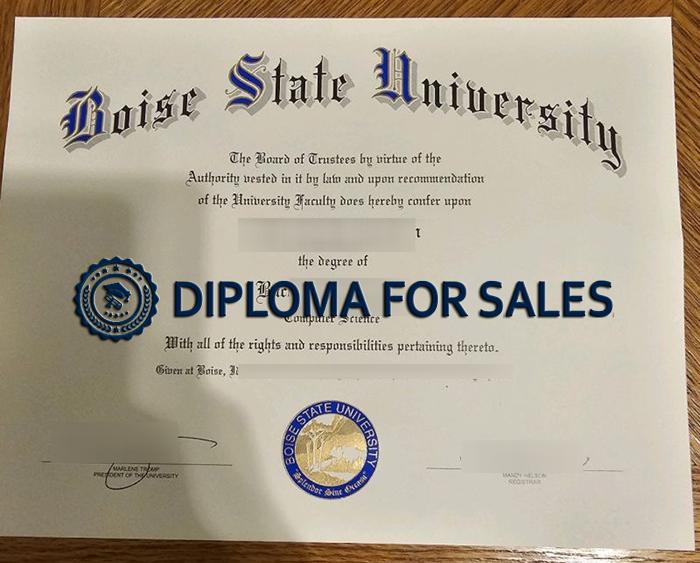 Boise State University
The Board of Trustees by virtue of the
Authority vested in it by law and upon recommendation
of the University Faculty does hereby confer upon
the degree of
DIPLOMA FOR SALES
Computer Science
With all of the rights and responsibilities pertaining thereto.
Given at Boise,
BOISE STATE UNIVERSITY
Splendor Sine Occasu
MARLENE TROMP
PRESIDENT OF THE UNIVERSITY
MANDY NELSON
REGISTRAR